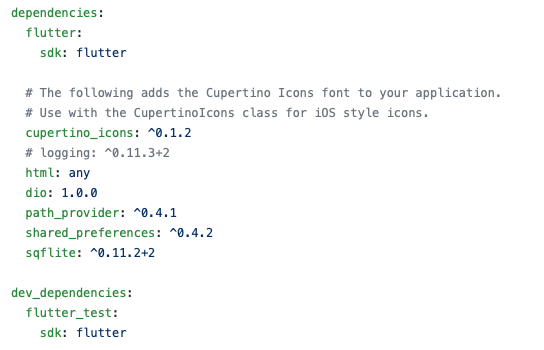 dependencies:
flutter:
sdk: flutter
# The following adds the Cupertino Icons font to your application.
# Use with the CupertinoIcons class for iOS style icons.
cupertino_icons: ^0.1.2
# logging: ^0.11.3+2
html: any
dio: 1.0.0
path_provider: ^0.4.1
shared_preferences: ^0.4.2
sqflite: ^0.11.2+2
dev_dependencies:
flutter_test:
sdk: flutter